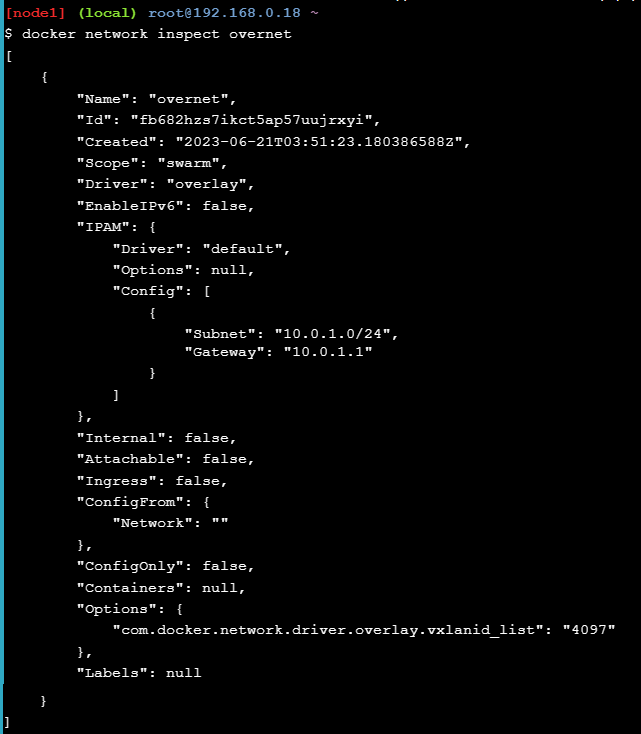 [node1] (local) root@192.168.0.18 ~
$ docker network inspect overnet
[
    {
        "Name": "overnet",
        "Id": "fb682hzs7ikct5ap57uujrxyi",
        "Created": "2023-06-21T03:51:23.180386588Z",
        "Scope": "swarm",
        "Driver": "overlay",
        "EnableIPv6": false,
        "IPAM": {
            "Driver": "default",
            "Options": null,
            "Config": [
                {
                    "Subnet": "10.0.1.0/24",
                    "Gateway": "10.0.1.1"
                }
            ]
        },
        "Internal": false,
        "Attachable": false,
        "Ingress": false,
        "ConfigFrom": {
            "Network": ""
        },
        "ConfigOnly": false,
        "Containers": null,
        "Options": {
            "com.docker.network.driver.overlay.vxlanid_list": "4097"
        },
        "Labels": null
    }
]